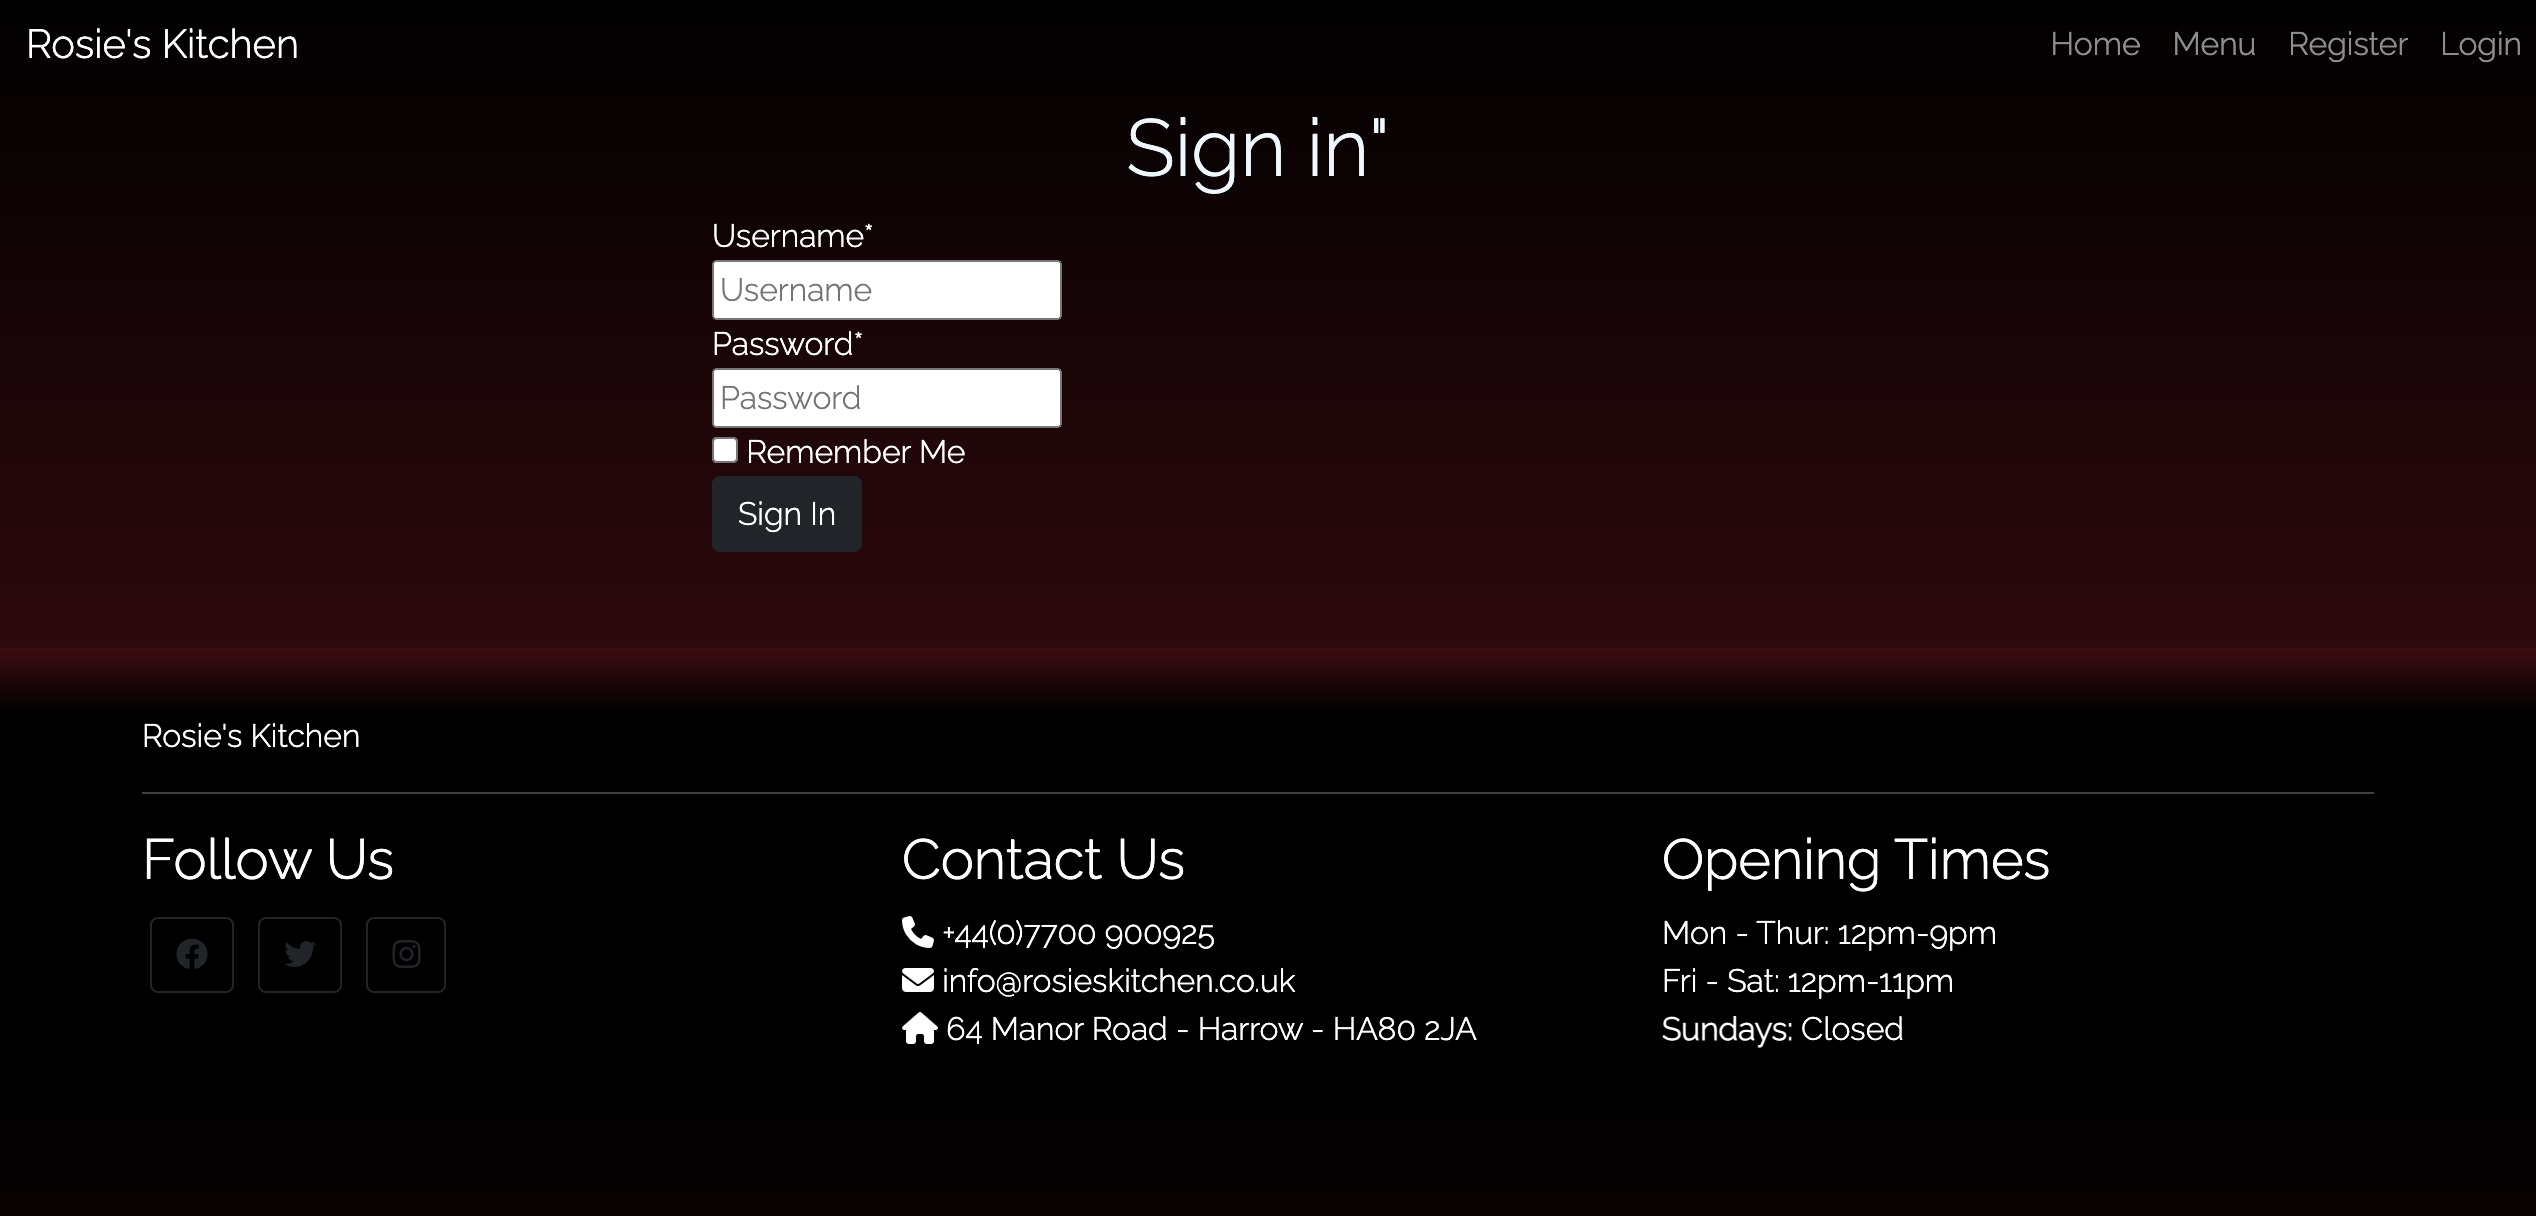 Rosie's Kitchen
Home Menu Register Login
Sign in"
Username*
Username
Password*
Password
Remember Me
Sign In
Rosie's Kitchen
Follow Us
Contact Us
+44(0)7700 900925
info@rosieskitchen.co.uk
64 Manor Road - Harrow - HA80 2JA
Opening Times
Mon - Thur: 12pm-9pm
Fri - Sat: 12pm-11pm
Sundays: Closed